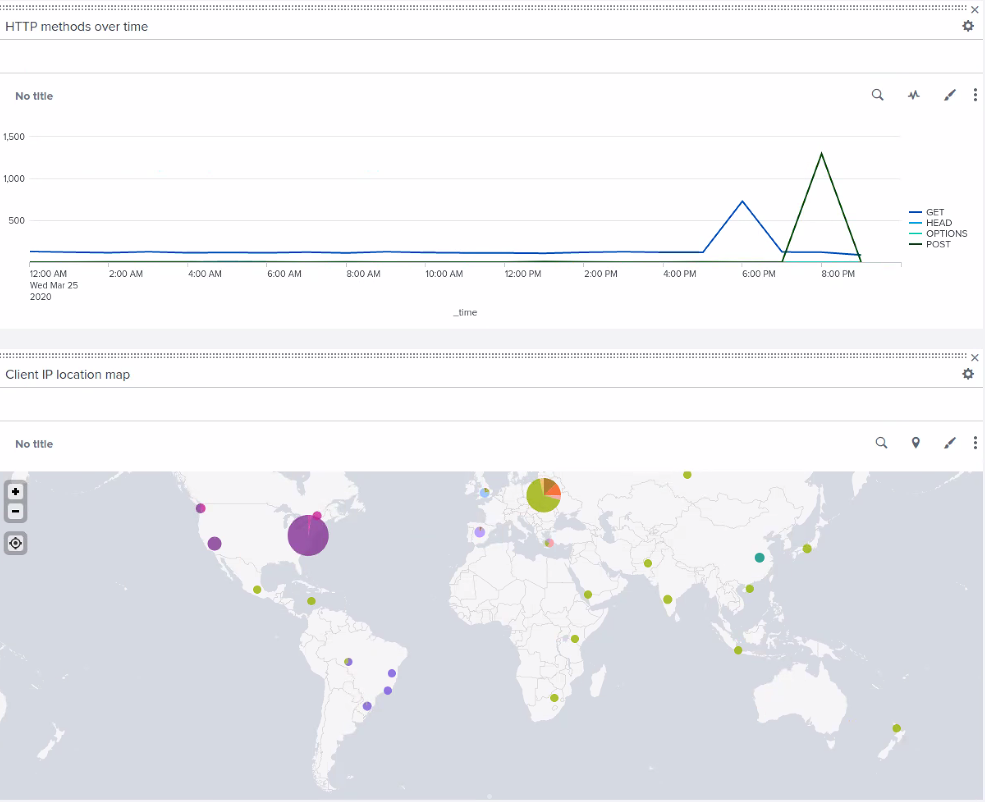 HTTP methods over time
No title
1,500
1,000
500
GET
HEAD
OPTIONS
POST
12:00 AM 2:00 AM 4:00 AM 6:00 AM 8:00 AM 10:00 AM 12:00 PM 2:00 PM 4:00 PM 6:00 PM 8:00 PM
Wed Mar 25
2020
_time
Client IP location map
No title